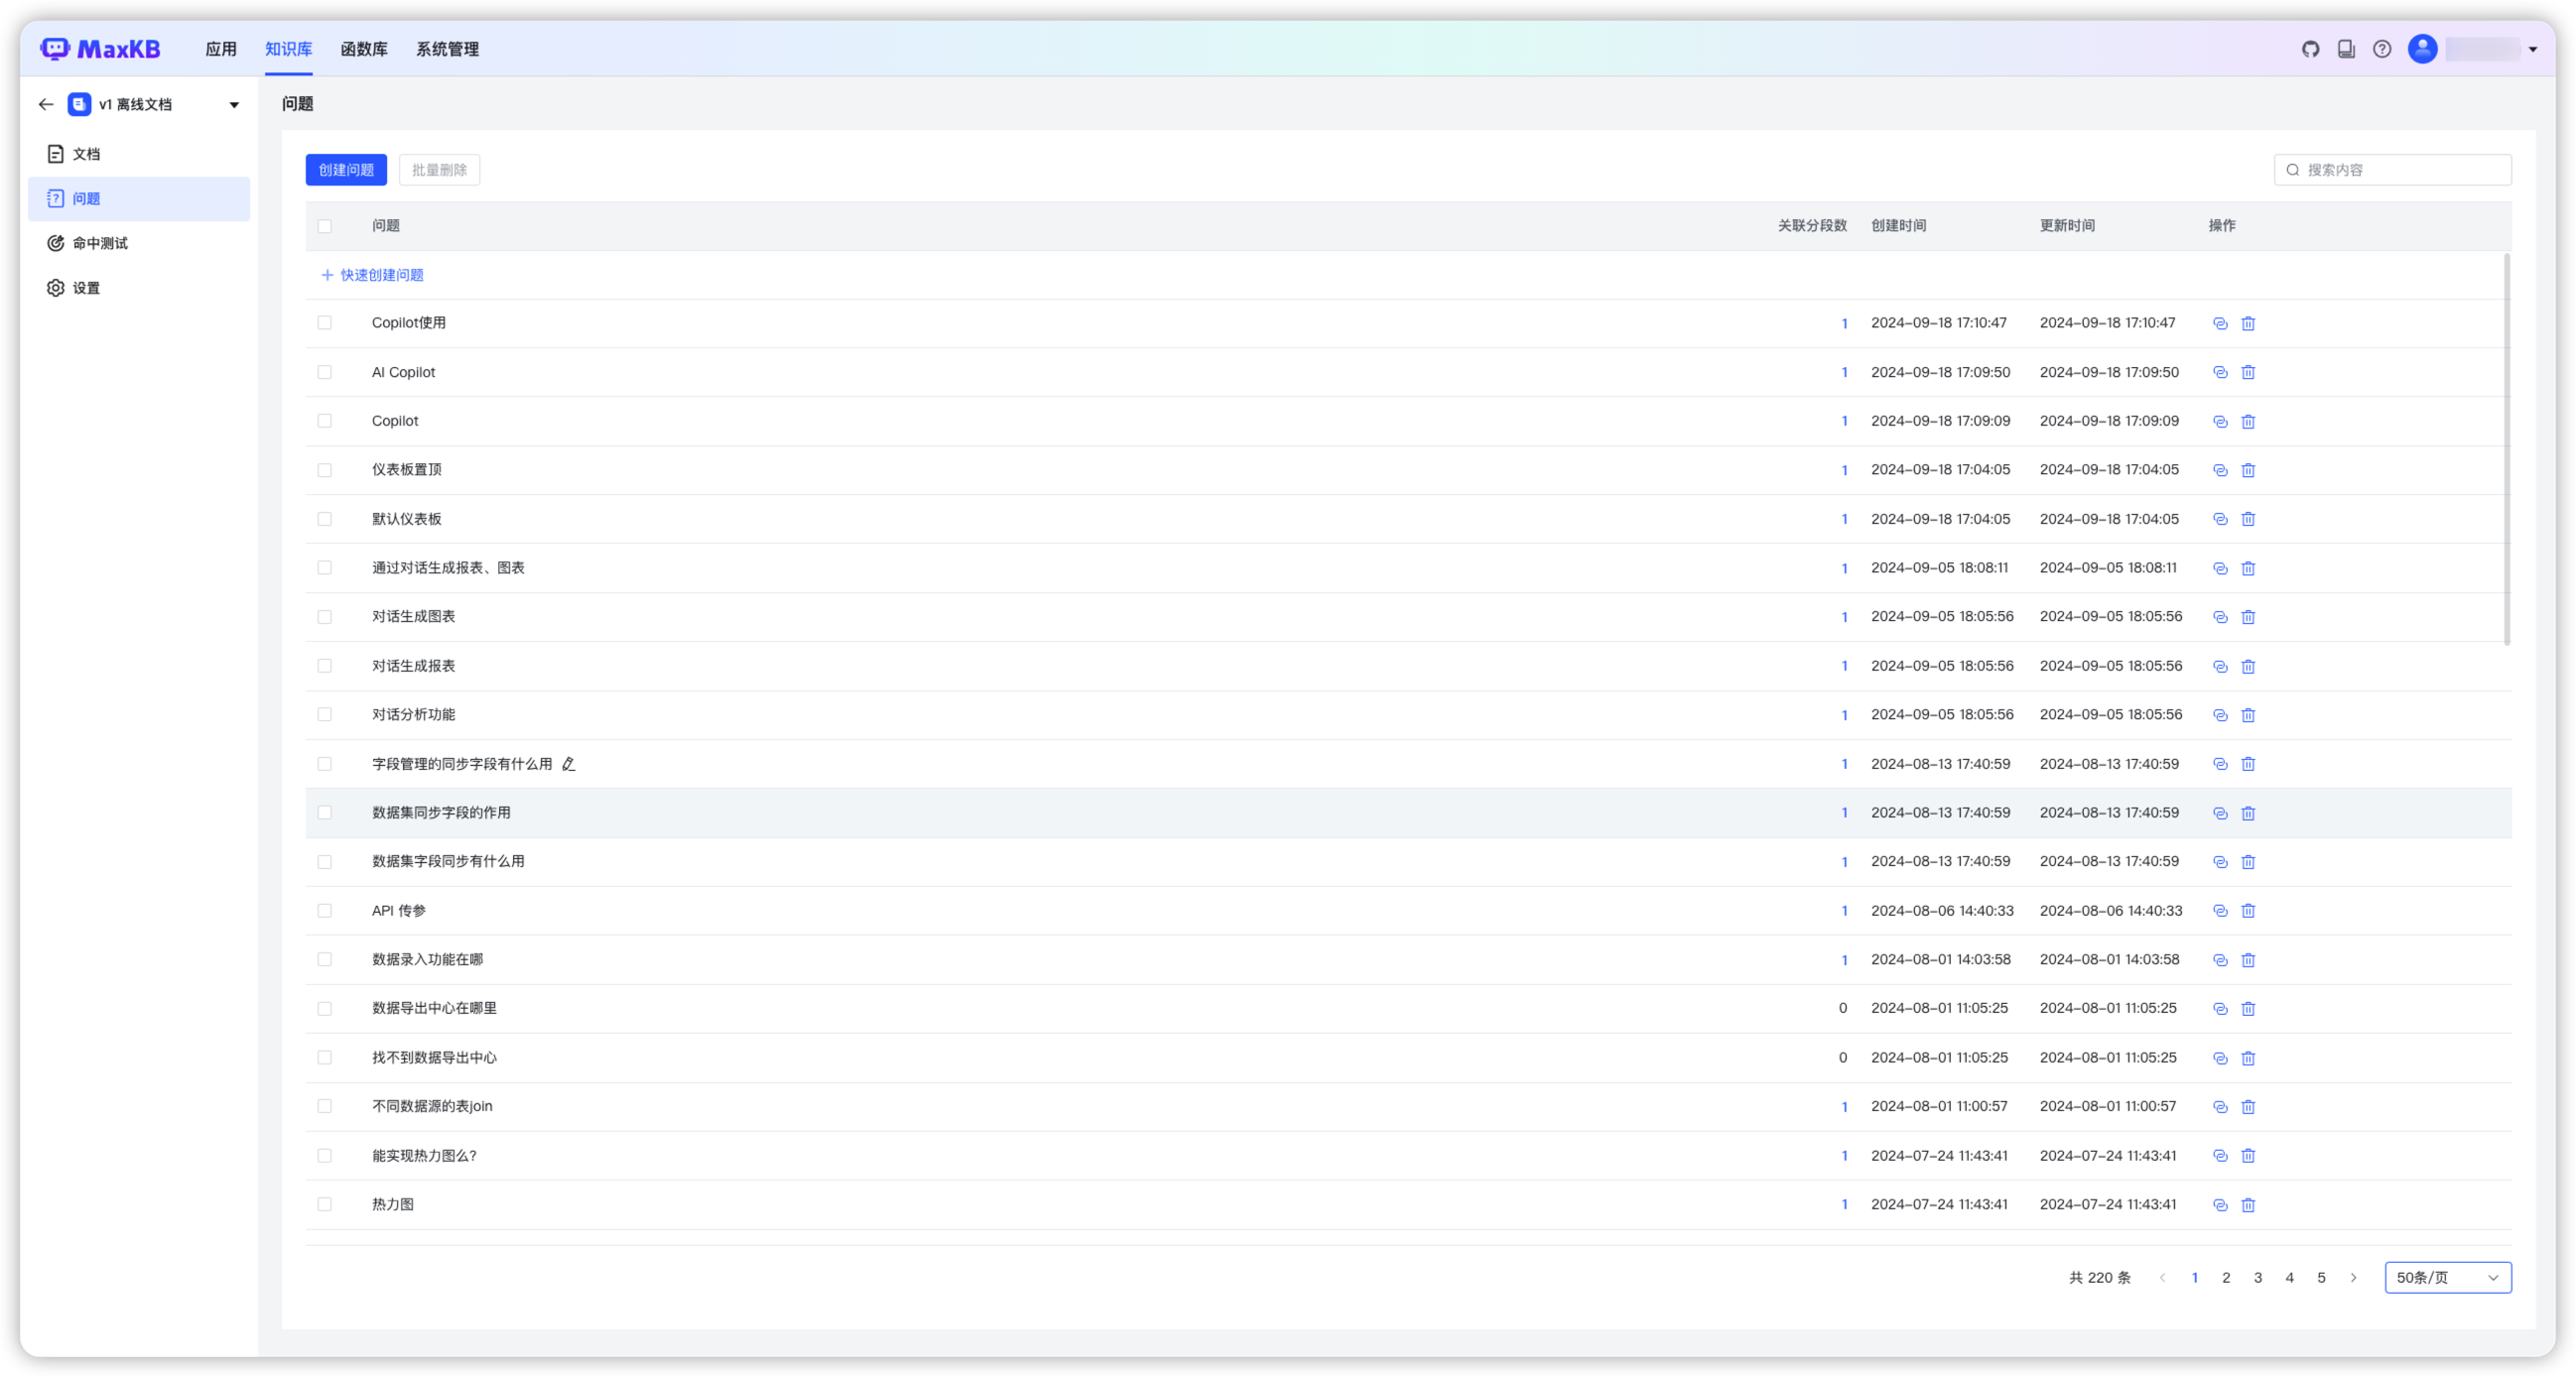 MaxKB 应用 知识库 函数库 系统管理
v1 离线文档
文档
问题
命中测试
设置
问题
创建问题 批量删除 搜索内容
问题 关联分段数 创建时间 更新时间 操作
+ 快速创建问题
Copilot使用 1 2024-09-18 17:10:47 2024-09-18 17:10:47
AI Copilot 1 2024-09-18 17:09:50 2024-09-18 17:09:50
Copilot 1 2024-09-18 17:09:09 2024-09-18 17:09:09
仪表板置顶 1 2024-09-18 17:04:05 2024-09-18 17:04:05
默认仪表板 1 2024-09-18 17:04:05 2024-09-18 17:04:05
通过对话生成报表、图表 1 2024-09-05 18:08:11 2024-09-05 18:08:11
对话生成图表 1 2024-09-05 18:05:56 2024-09-05 18:05:56
对话生成报表 1 2024-09-05 18:05:56 2024-09-05 18:05:56
对话分析功能 1 2024-09-05 18:05:56 2024-09-05 18:05:56
字段管理的同步字段有什么用 1 2024-08-13 17:40:59 2024-08-13 17:40:59
数据集同步字段的作用 1 2024-08-13 17:40:59 2024-08-13 17:40:59
数据集字段同步有什么用 1 2024-08-13 17:40:59 2024-08-13 17:40:59
API 传参 1 2024-08-06 14:40:33 2024-08-06 14:40:33
数据录入功能在哪 1 2024-08-01 14:03:58 2024-08-01 14:03:58
数据导出中心在哪里 0 2024-08-01 11:05:25 2024-08-01 11:05:25
找不到数据导出中心 0 2024-08-01 11:05:25 2024-08-01 11:05:25
不同数据源的表join 1 2024-08-01 11:00:57 2024-08-01 11:00:57
能实现热力图么? 1 2024-07-24 11:43:41 2024-07-24 11:43:41
热力图 1 2024-07-24 11:43:41 2024-07-24 11:43:41
共 220 条 1 2 3 4 5 50条/页